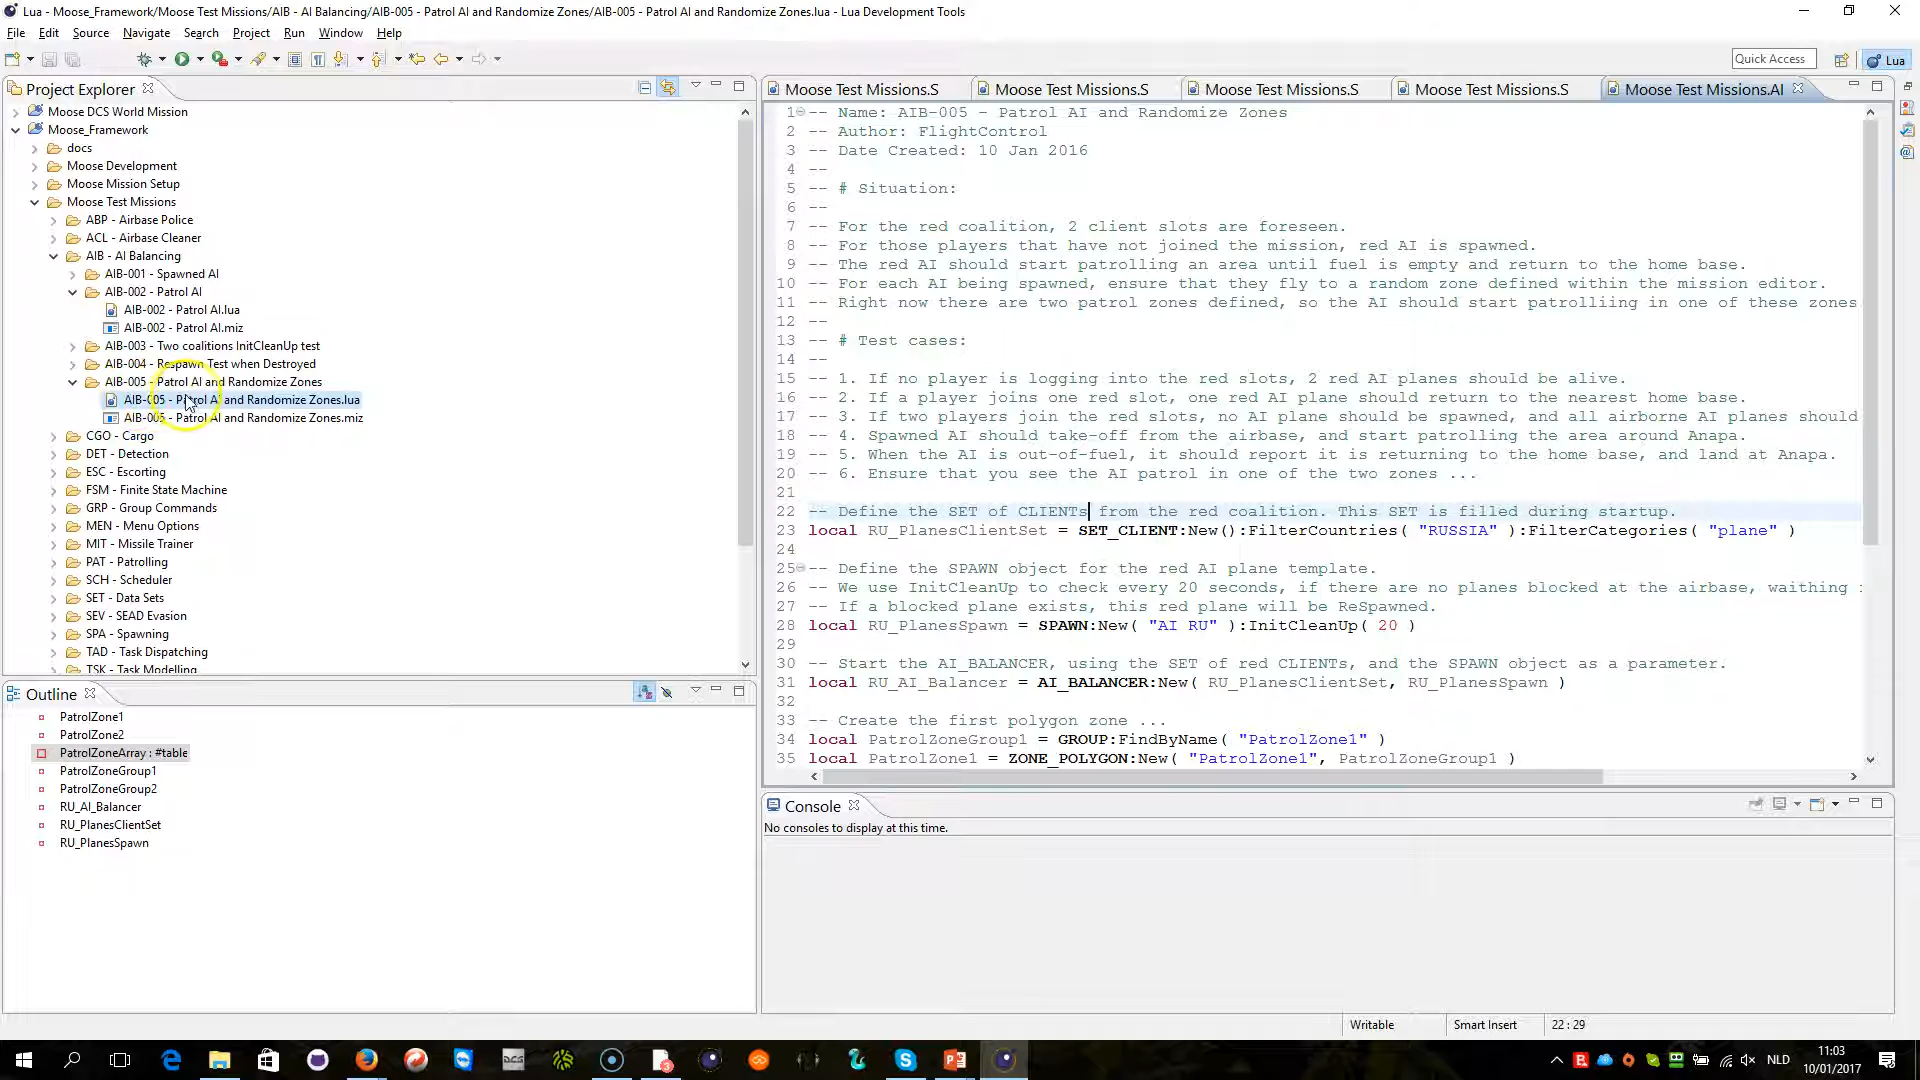 Lua - Moose_Framework/Moose Test Missions/AIB - AI Balancing/AIB-005 - Patrol AI and Randomize Zones/AIB-005 - Patrol AI and Randomize Zones.lua - Lua Development Tools
File Edit Source Navigate Search Project Run Window Help
Quick Access
Lua
Project Explorer
Moose DCS World Mission
Moose_Framework
docs
Moose Development
Moose Mission Setup
Moose Test Missions
ABP - Airbase Police
ACL - Airbase Cleaner
AIB - AI Balancing
AIB-001 - Spawned AI
AIB-002 - Patrol AI
AIB-002 - Patrol AI.lua
AIB-002 - Patrol AI.miz
AIB-003 - Two coalitions InitCleanUp test
AIB-004 - Respawn Test when Destroyed
AIB-005 - Patrol AI and Randomize Zones
AIB-005 - Patrol AI and Randomize Zones.lua
AIB-005 - Patrol AI and Randomize Zones.miz
CGO - Cargo
DET - Detection
ESC - Escorting
FSM - Finite State Machine
GRP - Group Commands
MEN - Menu Options
MIT - Missile Trainer
PAT - Patrolling
SCH - Scheduler
SET - Data Sets
SEV - SEAD Evasion
SPA - Spawning
TAD - Task Dispatching
TSK - Task Modelling
Outline
PatrolZone1
PatrolZone2
PatrolZoneArray : #table
PatrolZoneGroup1
PatrolZoneGroup2
RU_AI_Balancer
RU_PlanesClientSet
RU_PlanesSpawn
Moose Test Missions.S Moose Test Missions.S Moose Test Missions.S Moose Test Missions.S Moose Test Missions.AI
1 -- Name: AIB-005 - Patrol AI and Randomize Zones
2 -- Author: FlightControl
3 -- Date Created: 10 Jan 2016
4 --
5 -- # Situation:
6 --
7 -- For the red coalition, 2 client slots are foreseen.
8 -- For those players that have not joined the mission, red AI is spawned.
9 -- The red AI should start patrolling an area until fuel is empty and return to the home base.
10 -- For each AI being spawned, ensure that they fly to a random zone defined within the mission editor.
11 -- Right now there are two patrol zones defined, so the AI should start patrolliing in one of these zones
12 --
13 -- # Test cases:
14 --
15 -- 1. If no player is logging into the red slots, 2 red AI planes should be alive.
16 -- 2. If a player joins one red slot, one red AI plane should return to the nearest home base.
17 -- 3. If two players join the red slots, no AI plane should be spawned, and all airborne AI planes should
18 -- 4. Spawned AI should take-off from the airbase, and start patrolling the area around Anapa.
19 -- 5. When the AI is out-of-fuel, it should report it is returning to the home base, and land at Anapa.
20 -- 6. Ensure that you see the AI patrol in one of the two zones ...
21
22 -- Define the SET of CLIENTs from the red coalition. This SET is filled during startup.
23 local RU_PlanesClientSet = SET_CLIENT:New():FilterCountries( "RUSSIA" ):FilterCategories( "plane" )
24
25 -- Define the SPAWN object for the red AI plane template.
26 -- We use InitCleanUp to check every 20 seconds, if there are no planes blocked at the airbase, waithing
27 -- If a blocked plane exists, this red plane will be ReSpawned.
28 local RU_PlanesSpawn = SPAWN:New( "AI RU" ):InitCleanUp( 20 )
29
30 -- Start the AI_BALANCER, using the SET of red CLIENTs, and the SPAWN object as a parameter.
31 local RU_AI_Balancer = AI_BALANCER:New( RU_PlanesClientSet, RU_PlanesSpawn )
32
33 -- Create the first polygon zone ...
34 local PatrolZoneGroup1 = GROUP:FindByName( "PatrolZone1" )
35 local PatrolZone1 = ZONE_POLYGON:New( "PatrolZone1", PatrolZoneGroup1 )
Console
No consoles to display at this time.
Writable Smart Insert 22 : 29
NLD
11:03
10/01/2017